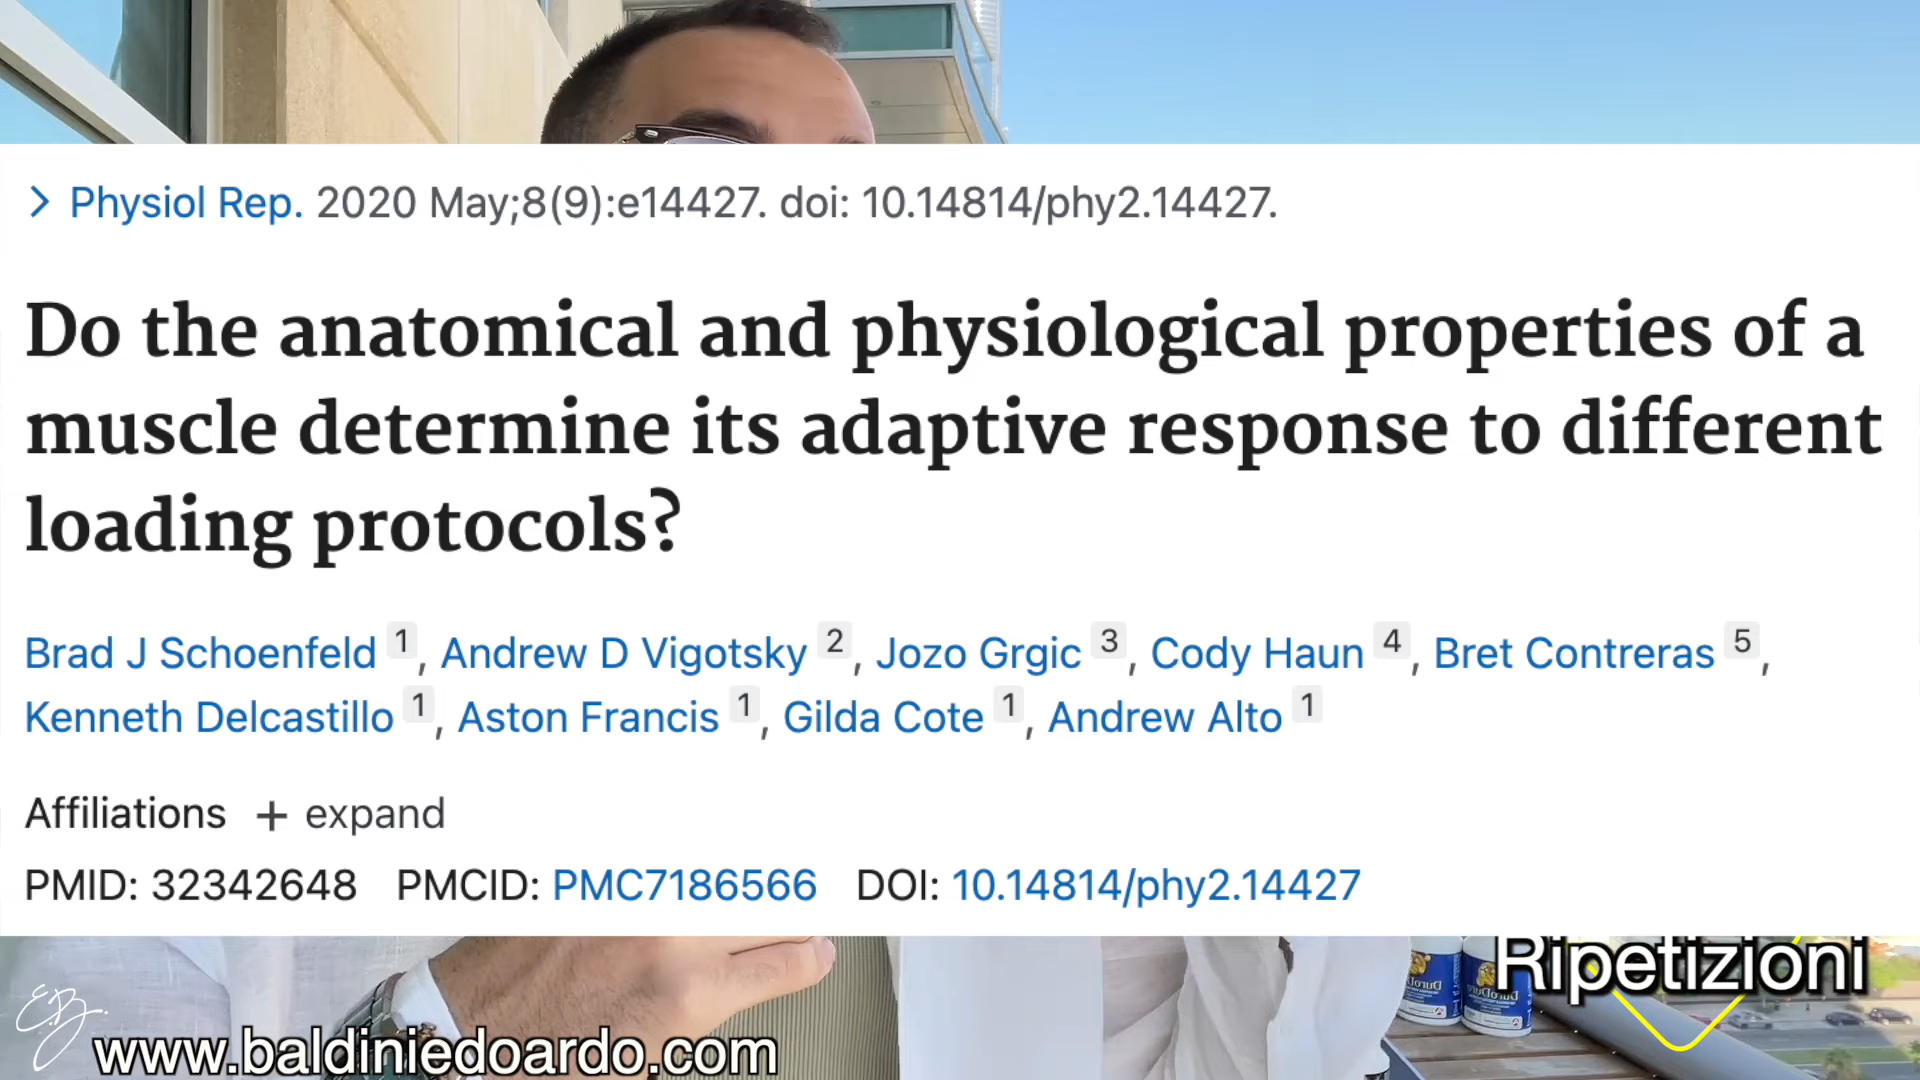 > Physiol Rep. 2020 May;8(9):e14427. doi: 10.14814/phy2.14427.
Do the anatomical and physiological properties of a
muscle determine its adaptive response to different
loading protocols?
Brad J Schoenfeld 1, Andrew D Vigotsky 2, Jozo Grgic 3, Cody Haun 4, Bret Contreras 5,
Kenneth Delcastillo 1, Aston Francis 1, Gilda Cote 1, Andrew Alto 1
Affiliations + expand
PMID: 32342648 PMCID: PMC7186566 DOI: 10.14814/phy2.14427
Ripetizioni
E.B.
www.baldiniedoardo.com